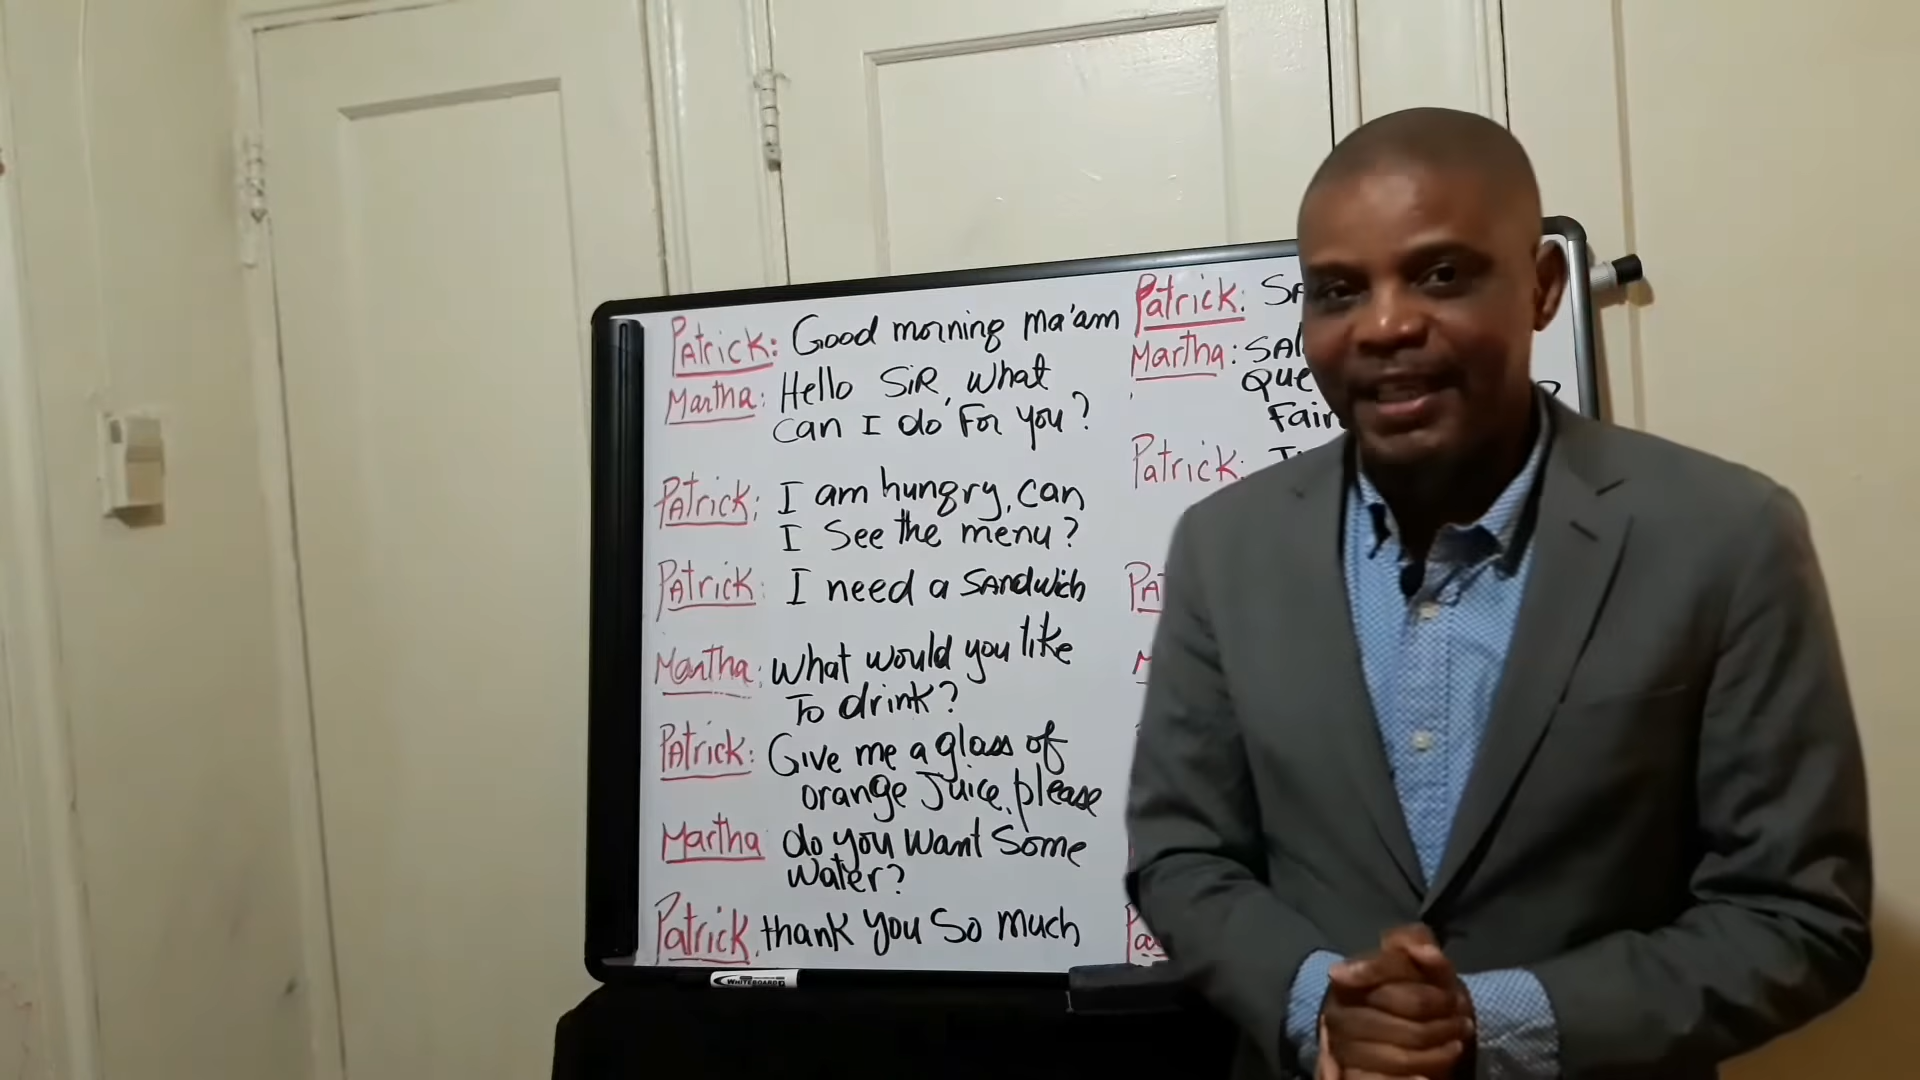 Patrick: Good morning ma'am
Martha: Hello Sir, what
can I do for you?
Patrick: I am hungry, can
I see the menu?
Patrick: I need a sandwich
Martha: What would you like
To drink?
Patrick: Give me a glass of
orange Juice, please
Martha do you want some
water?
Patrick, thank you so much
Patrick:
Martha:
Que
Patrick:
WHITEBOARD